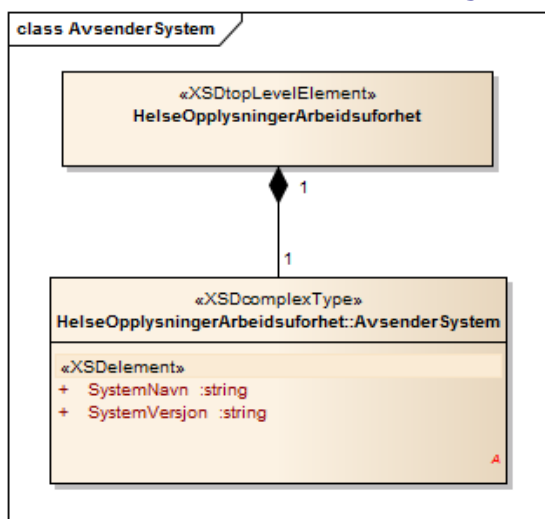 class AvsenderSystem
«XSDtopLevelElement»
HelseOpplysningerArbeidsuforhet
1
1
«XSDcomplexType»
HelseOpplysningerArbeidsuforhet::AvsenderSystem
«XSDelement»
+ SystemNavn :string
+ SystemVersjon :string
A